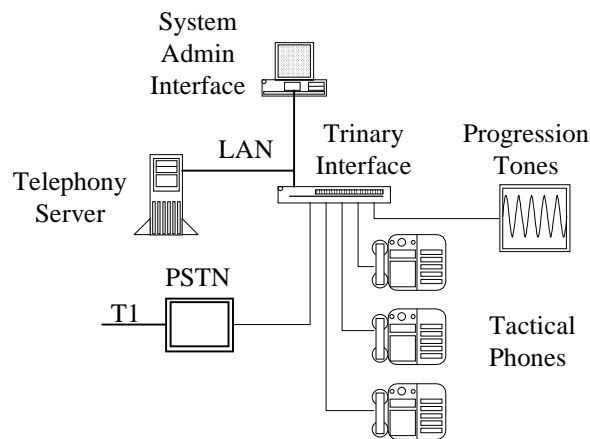 System
Admin
Interface
LAN
Trinary
Interface
Progression
Tones
Telephony
Server
PSTN
T1
Tactical
Phones